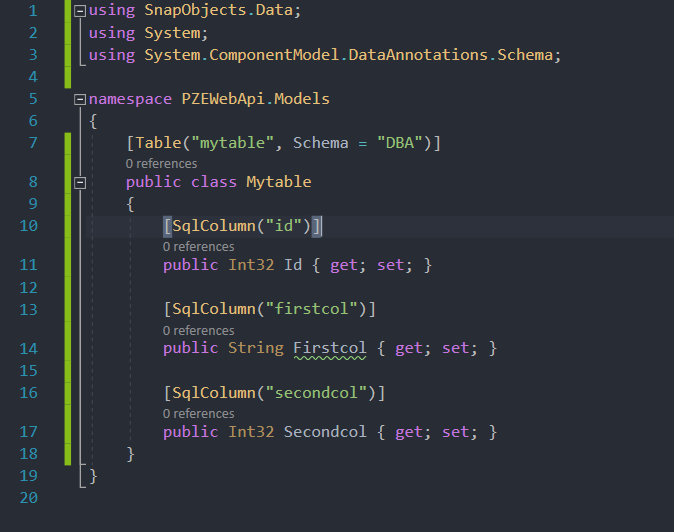 1 using SnapObjects.Data;
2 using System;
3 using System.ComponentModel.DataAnnotations.Schema;
4
5 namespace PZEWebApi.Models
6 {
7 [Table("mytable", Schema = "DBA")]
0 references
8 public class Mytable
9 {
10 [SqlColumn("id")]
0 references
11 public Int32 Id { get; set; }
12
13 [SqlColumn("firstcol")]
0 references
14 public String Firstcol { get; set; }
15
16 [SqlColumn("secondcol")]
0 references
17 public Int32 Secondcol { get; set; }
18 }
19 }
20